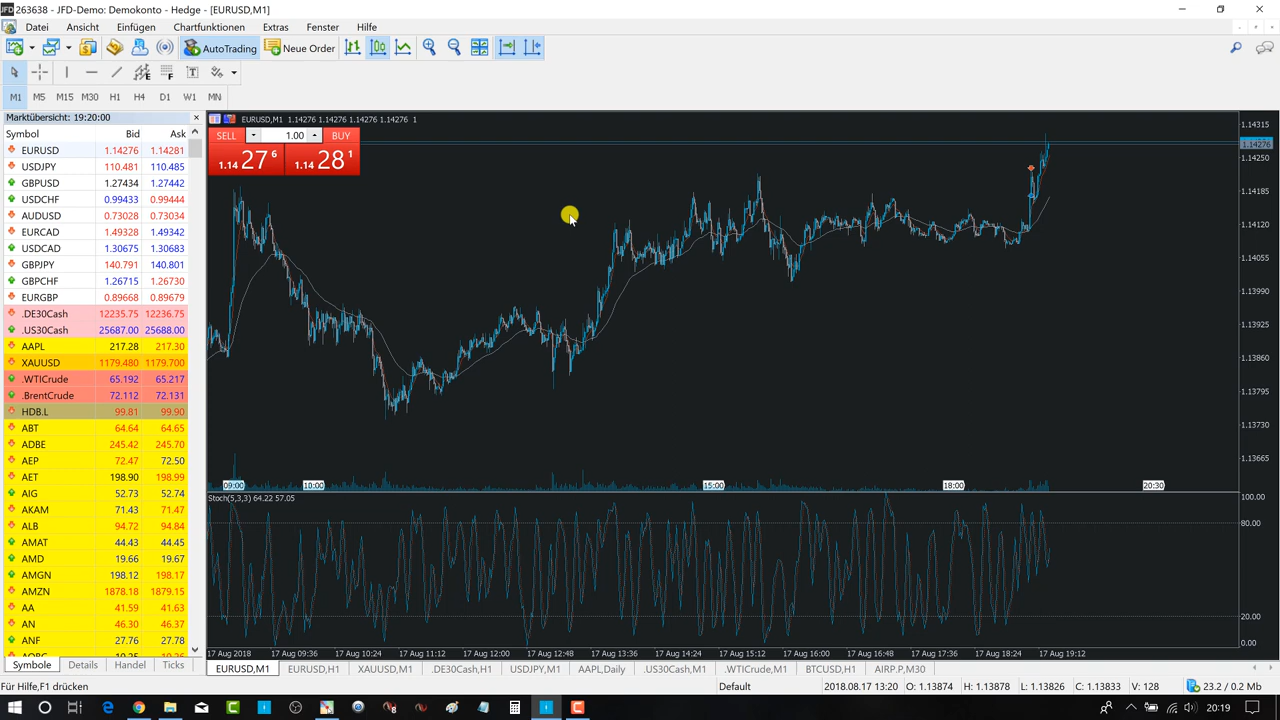 263638 - JFD-Demo: Demokonto - Hedge - [EURUSD,M1]
Datei Ansicht Einfügen Chartfunktionen Extras Fenster Hilfe
AutoTrading Neue Order
M1 M5 M15 M30 H1 H4 D1 W1 MN
Marktübersicht: 19:20:00
Symbol Bid Ask
EURUSD 1.14276 1.14281
USDJPY 110.481 110.485
GBPUSD 1.27434 1.27442
USDCHF 0.99433 0.99444
AUDUSD 0.73028 0.73034
EURCAD 1.49328 1.49342
USDCAD 1.30675 1.30683
GBPJPY 140.791 140.801
GBPCHF 1.26715 1.26730
EURGBP 0.89668 0.89679
.DE30Cash 12235.75 12236.75
.US30Cash 25687.00 25688.00
AAPL 217.28 217.30
XAUUSD 1179.480 1179.700
.WTICrude 65.192 65.217
.BrentCrude 72.112 72.131
HDB.L 99.81 99.90
ABT 64.64 64.65
ADBE 245.42 245.70
AEP 72.47 72.50
AET 198.90 198.99
AIG 52.73 52.74
AKAM 71.43 71.47
ALB 94.72 94.84
AMAT 44.43 44.45
AMD 19.66 19.67
AMGN 198.12 198.17
AMZN 1878.18 1879.15
AA 41.59 41.63
AN 46.30 46.37
ANF 27.76 27.78
Symbole Details Handel Ticks
EURUSD,M1 1.14276 1.14276 1.14276 1.14276 1
SELL 1.00 BUY
1.14 27 6 1.14 28 1
1.14315
1.14276
1.14250
1.14185
1.14120
1.14055
1.13990
1.13925
1.13860
1.13795
1.13730
1.13665
09:00 10:00 15:00 18:00 20:30
Stoch(5,3,3) 64.22 57.05
100.00
80.00
20.00
0.00
17 Aug 2018 17 Aug 09:36 17 Aug 10:24 17 Aug 11:12 17 Aug 12:00 17 Aug 12:48 17 Aug 13:36 17 Aug 14:24 17 Aug 15:12 17 Aug 16:00 17 Aug 16:48 17 Aug 17:36 17 Aug 18:24 17 Aug 19:12
EURUSD,M1 EURUSD,H1 XAUUSD,M1 .DE30Cash,H1 USDJPY,M1 AAPL,Daily .US30Cash,M1 .WTICrude,M1 BTCUSD,H1 AIRP.P,M30
Für Hilfe,F1 drücken Default 2018.08.17 13:20 O: 1.13874 H: 1.13878 L: 1.13826 C: 1.13833 V: 128 23.2 / 0.2 Mb
20:19